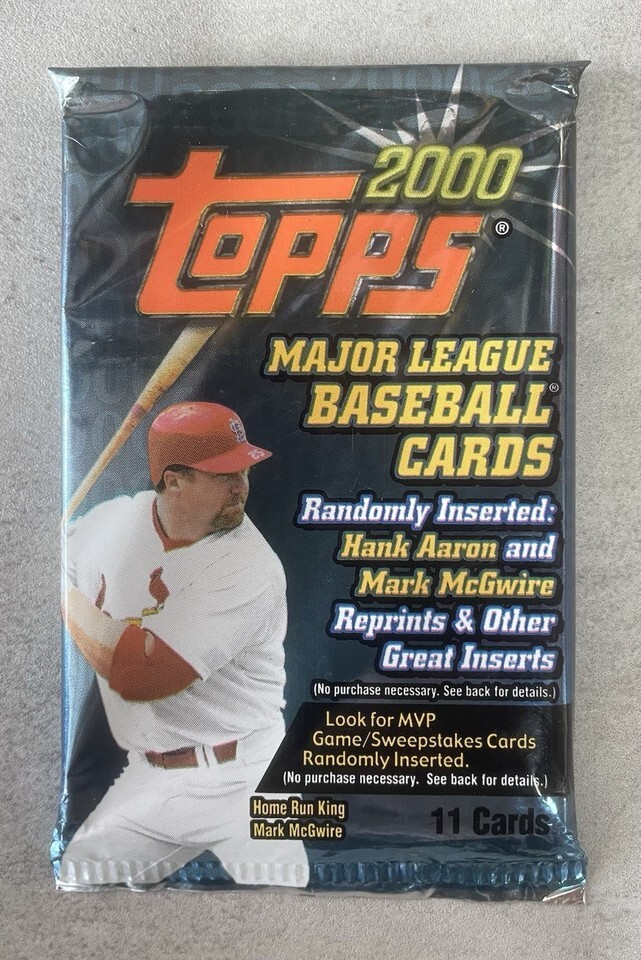 2000
Topps®
MAJOR LEAGUE
BASEBALL®
CARDS
Randomly Inserted:
Hank Aaron and
Mark McGwire
Reprints & Other
Great Inserts
(No purchase necessary. See back for details.)
Look for MVP
Game/Sweepstakes Cards
Randomly Inserted.
(No purchase necessary. See back for details.)
Home Run King
Mark McGwire
11 Cards